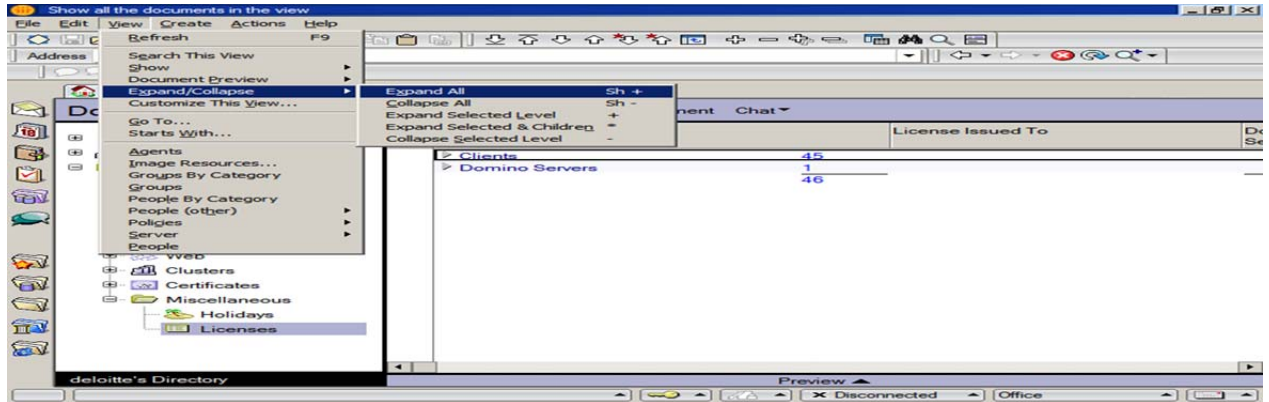 Show all the documents in the view
File Edit View Create Actions Help
Address
Refresh F9
Search This View
Show
Document Preview
Expand/Collapse
Customize This View...
Go To...
Starts With...
Agents
Image Resources...
Groups By Category
Groups
People By Category
People (other)
Policies
Server
People
Expand All Sh +
Collapse All Sh -
Expand Selected Level +
Expand Selected & Children *
Collapse Selected Level -
Chat
License Issued To
Clients 45
Domino Servers 1
46
Web
Clusters
Certificates
Miscellaneous
Holidays
Licenses
deloitte's Directory
Preview
Disconnected
Office